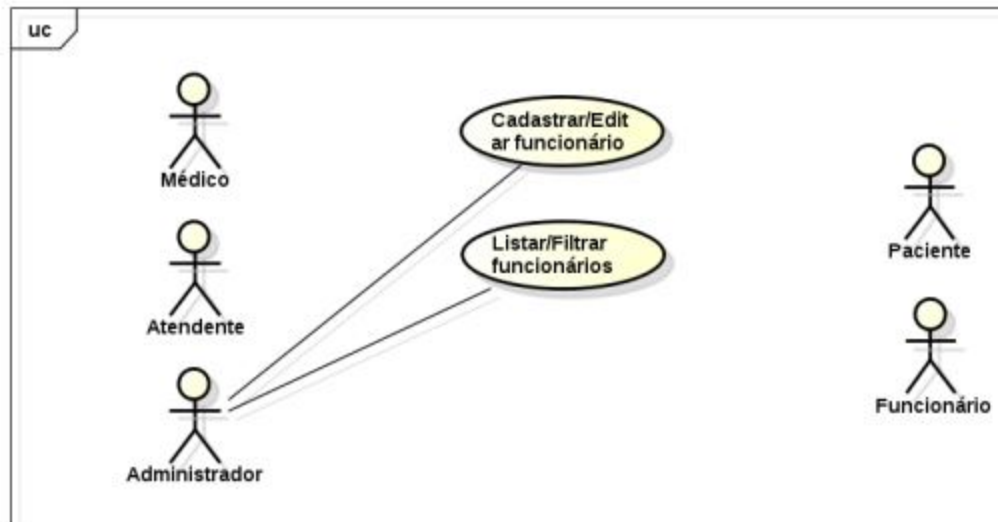 uc
Médico
Cadastrar/Edit
ar funcionário
Listar/Filtrar
funcionários
Paciente
Atendente
Funcionário
Administrador